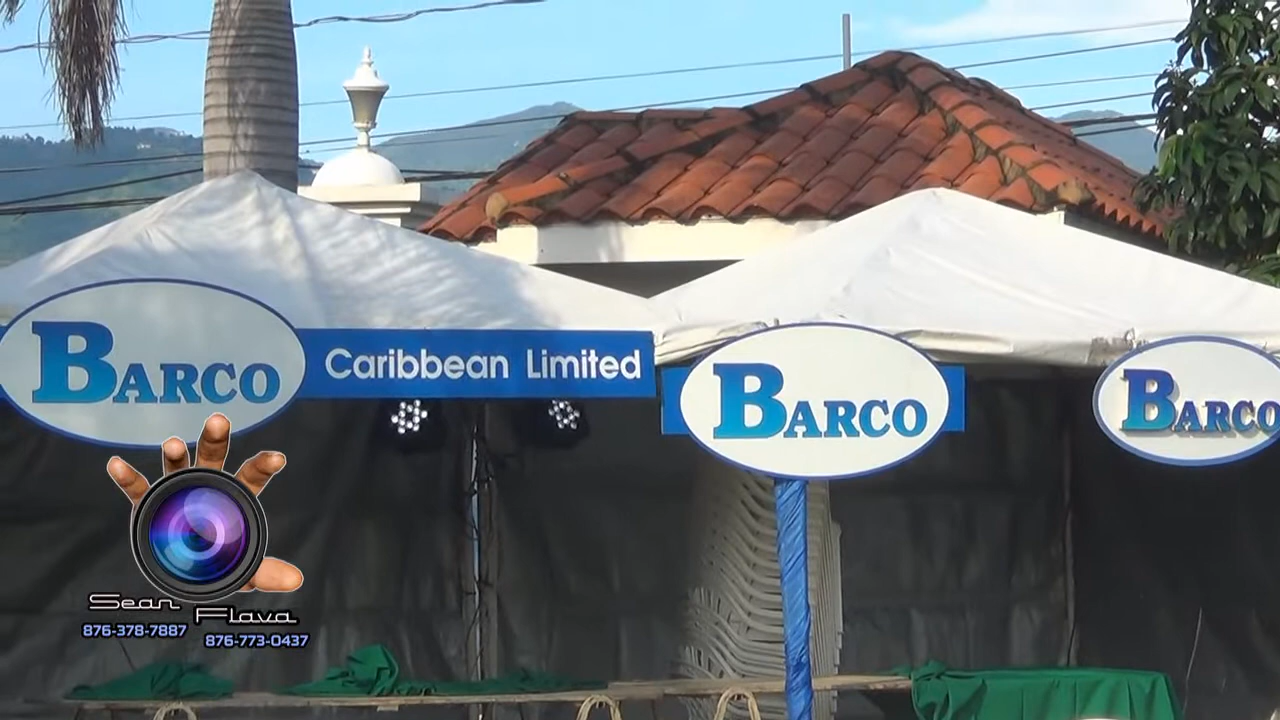 BARCO
Caribbean Limited
BARCO
BARCO
Sean Flava
876-378-7887
876-773-0437